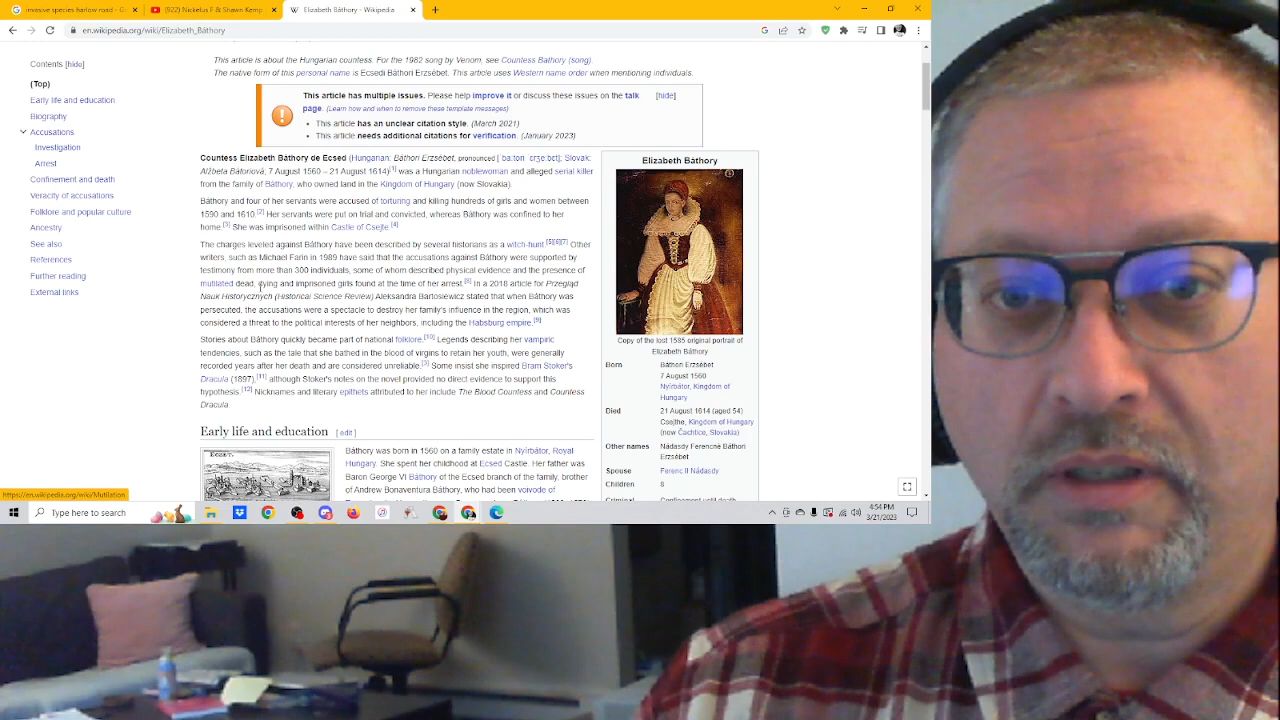 invasive species harlow road - G
(922) Nickelus F & Shawn Kemp
Elizabeth Báthory - Wikipedia
en.wikipedia.org/wiki/Elizabeth_Báthory
Contents [hide]
(Top)
Early life and education
Biography
Accusations
Investigation
Arrest
Confinement and death
Veracity of accusations
Folklore and popular culture
Ancestry
See also
References
Further reading
External links
This article is about the Hungarian countess. For the 1982 song by Venom, see Countess Bathory (song).
The native form of this personal name is Ecsedi Báthori Erzsébet. This article uses Western name order when mentioning individuals.
This article has multiple issues. Please help improve it or discuss these issues on the talk [hide]
page. (Learn how and when to remove these template messages)
• This article has an unclear citation style. (March 2021)
• This article needs additional citations for verification. (January 2023)
Countess Elizabeth Báthory de Ecsed (Hungarian: Báthori Erzsébet, pronounced [ˈbaːtori ˈɛrʒeːbɛt]; Slovak:
Alžbeta Bátoriová; 7 August 1560 – 21 August 1614)[1] was a Hungarian noblewoman and alleged serial killer
from the family of Báthory, who owned land in the Kingdom of Hungary (now Slovakia).
Báthory and four of her servants were accused of torturing and killing hundreds of girls and women between
1590 and 1610.[2] Her servants were put on trial and convicted, whereas Báthory was confined to her
home.[3] She was imprisoned within Castle of Csejte.[4]
The charges leveled against Báthory have been described by several historians as a witch-hunt.[5][6][7] Other
writers, such as Michael Farin in 1989 have said that the accusations against Báthory were supported by
testimony from more than 300 individuals, some of whom described physical evidence and the presence of
mutilated dead, dying and imprisoned girls found at the time of her arrest.[8] In a 2018 article for Przegląd
Nauk Historycznych (Historical Science Review) Aleksandra Bartosiewicz stated that when Báthory was
persecuted, the accusations were a spectacle to destroy her family's influence in the region, which was
considered a threat to the political interests of her neighbors, including the Habsburg empire.[9]
Stories about Báthory quickly became part of national folklore.[10] Legends describing her vampiric
tendencies, such as the tale that she bathed in the blood of virgins to retain her youth, were generally
recorded years after her death and are considered unreliable.[3] Some insist she inspired Bram Stoker's
Dracula (1897),[11] although Stoker's notes on the novel provided no direct evidence to support this
hypothesis.[12] Nicknames and literary epithets attributed to her include The Blood Countess and Countess
Dracula.
Early life and education [ edit ]
Báthory was born in 1560 on a family estate in Nyírbátor, Royal
Hungary. She spent her childhood at Ecsed Castle. Her father was
Baron George VI Báthory of the Ecsed branch of the family, brother
of Andrew Bonaventura Báthory, who had been voivode of
Elizabeth Báthory
Copy of the lost 1585 original portrait of
Elizabeth Báthory
Born Báthori Erzsébet
7 August 1560
Nyírbátor, Kingdom of
Hungary
Died 21 August 1614 (aged 54)
Csejthe, Kingdom of Hungary
(now Čachtice, Slovakia)
Other names Nádasdy Ferencné Báthori
Erzsébet
Spouse Ferenc II Nádasdy
Children 8
Criminal Confinement until death
https://en.wikipedia.org/wiki/Mutilation
Type here to search
4:54 PM
3/21/2023